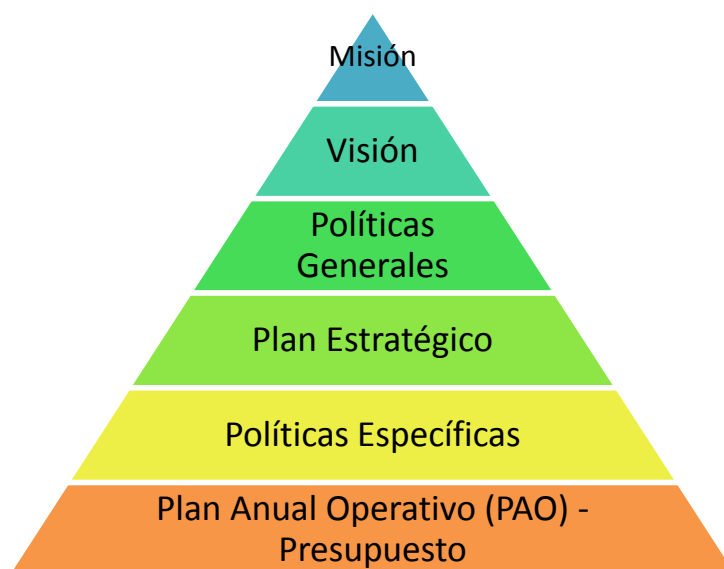 Misión
Visión
Políticas
Generales
Plan Estratégico
Políticas Específicas
Plan Anual Operativo (PAO) -
Presupuesto